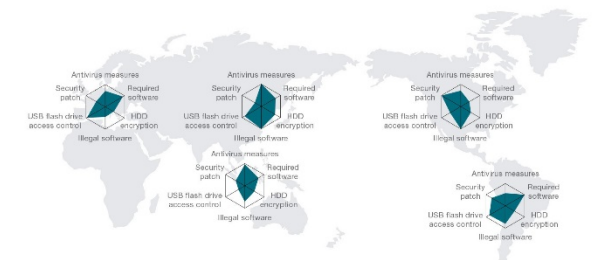 Antivirus measures
Security patch
Required software
USB flash drive access control
HDD encryption
Illegal software
Antivirus measures
Security patch
Required software
USB flash drive access control
HDD encryption
Illegal software
Antivirus measures
Security patch
Required software
USB flash drive access control
HDD encryption
Illegal software
Antivirus measures
Security patch
Required software
USB flash drive access control
HDD encryption
Illegal software
Antivirus measures
Security patch
Required software
USB flash drive access control
HDD encryption
Illegal software